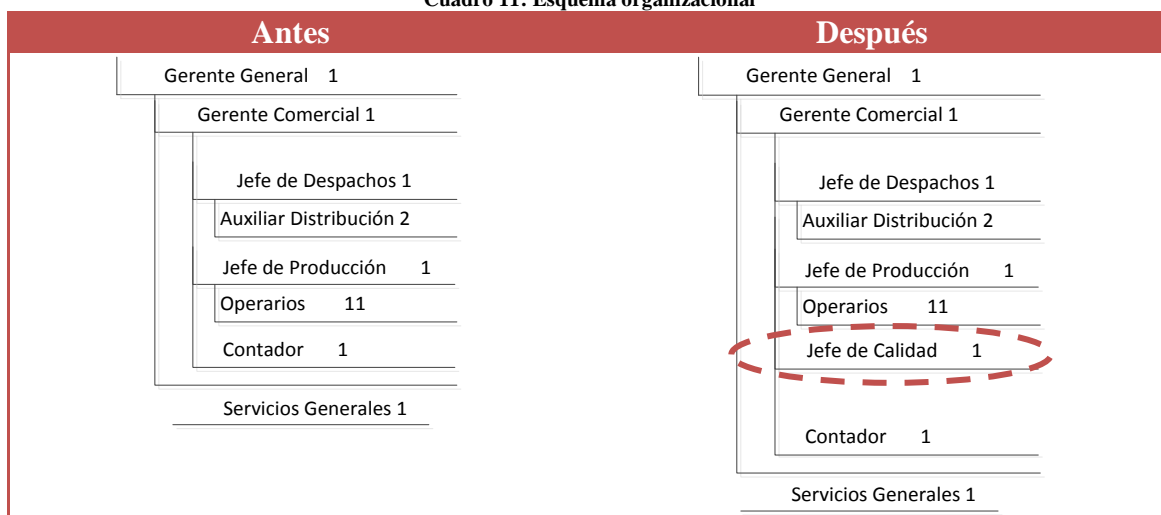 Cuadro 11: Esquema organizacional
Antes
Gerente General 1
Gerente Comercial 1
Jefe de Despachos 1
Auxiliar Distribución 2
Jefe de Producción 1
Operarios 11
Contador 1
Servicios Generales 1
Después
Gerente General 1
Gerente Comercial 1
Jefe de Despachos 1
Auxiliar Distribución 2
Jefe de Producción 1
Operarios 11
Jefe de Calidad 1
Contador 1
Servicios Generales 1